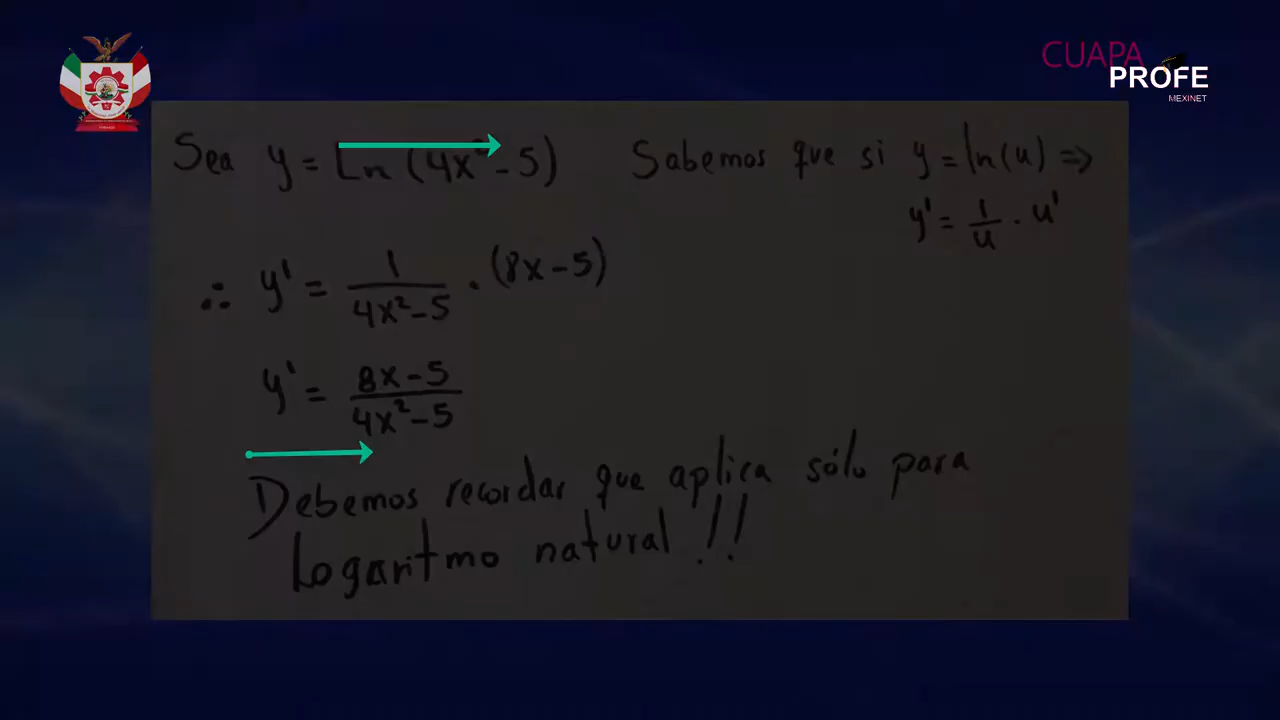 CUAPA
PROFE
MEXINET
Sea y = Ln (4x² - 5)
Sabemos que si y = ln(u) ⇒
y' = 1/u · u'
∴ y' = 1/(4x² - 5) · (8x - 5)
y' = (8x - 5)/(4x² - 5)
Debemos recordar que aplica sólo para
Logaritmo natural !!